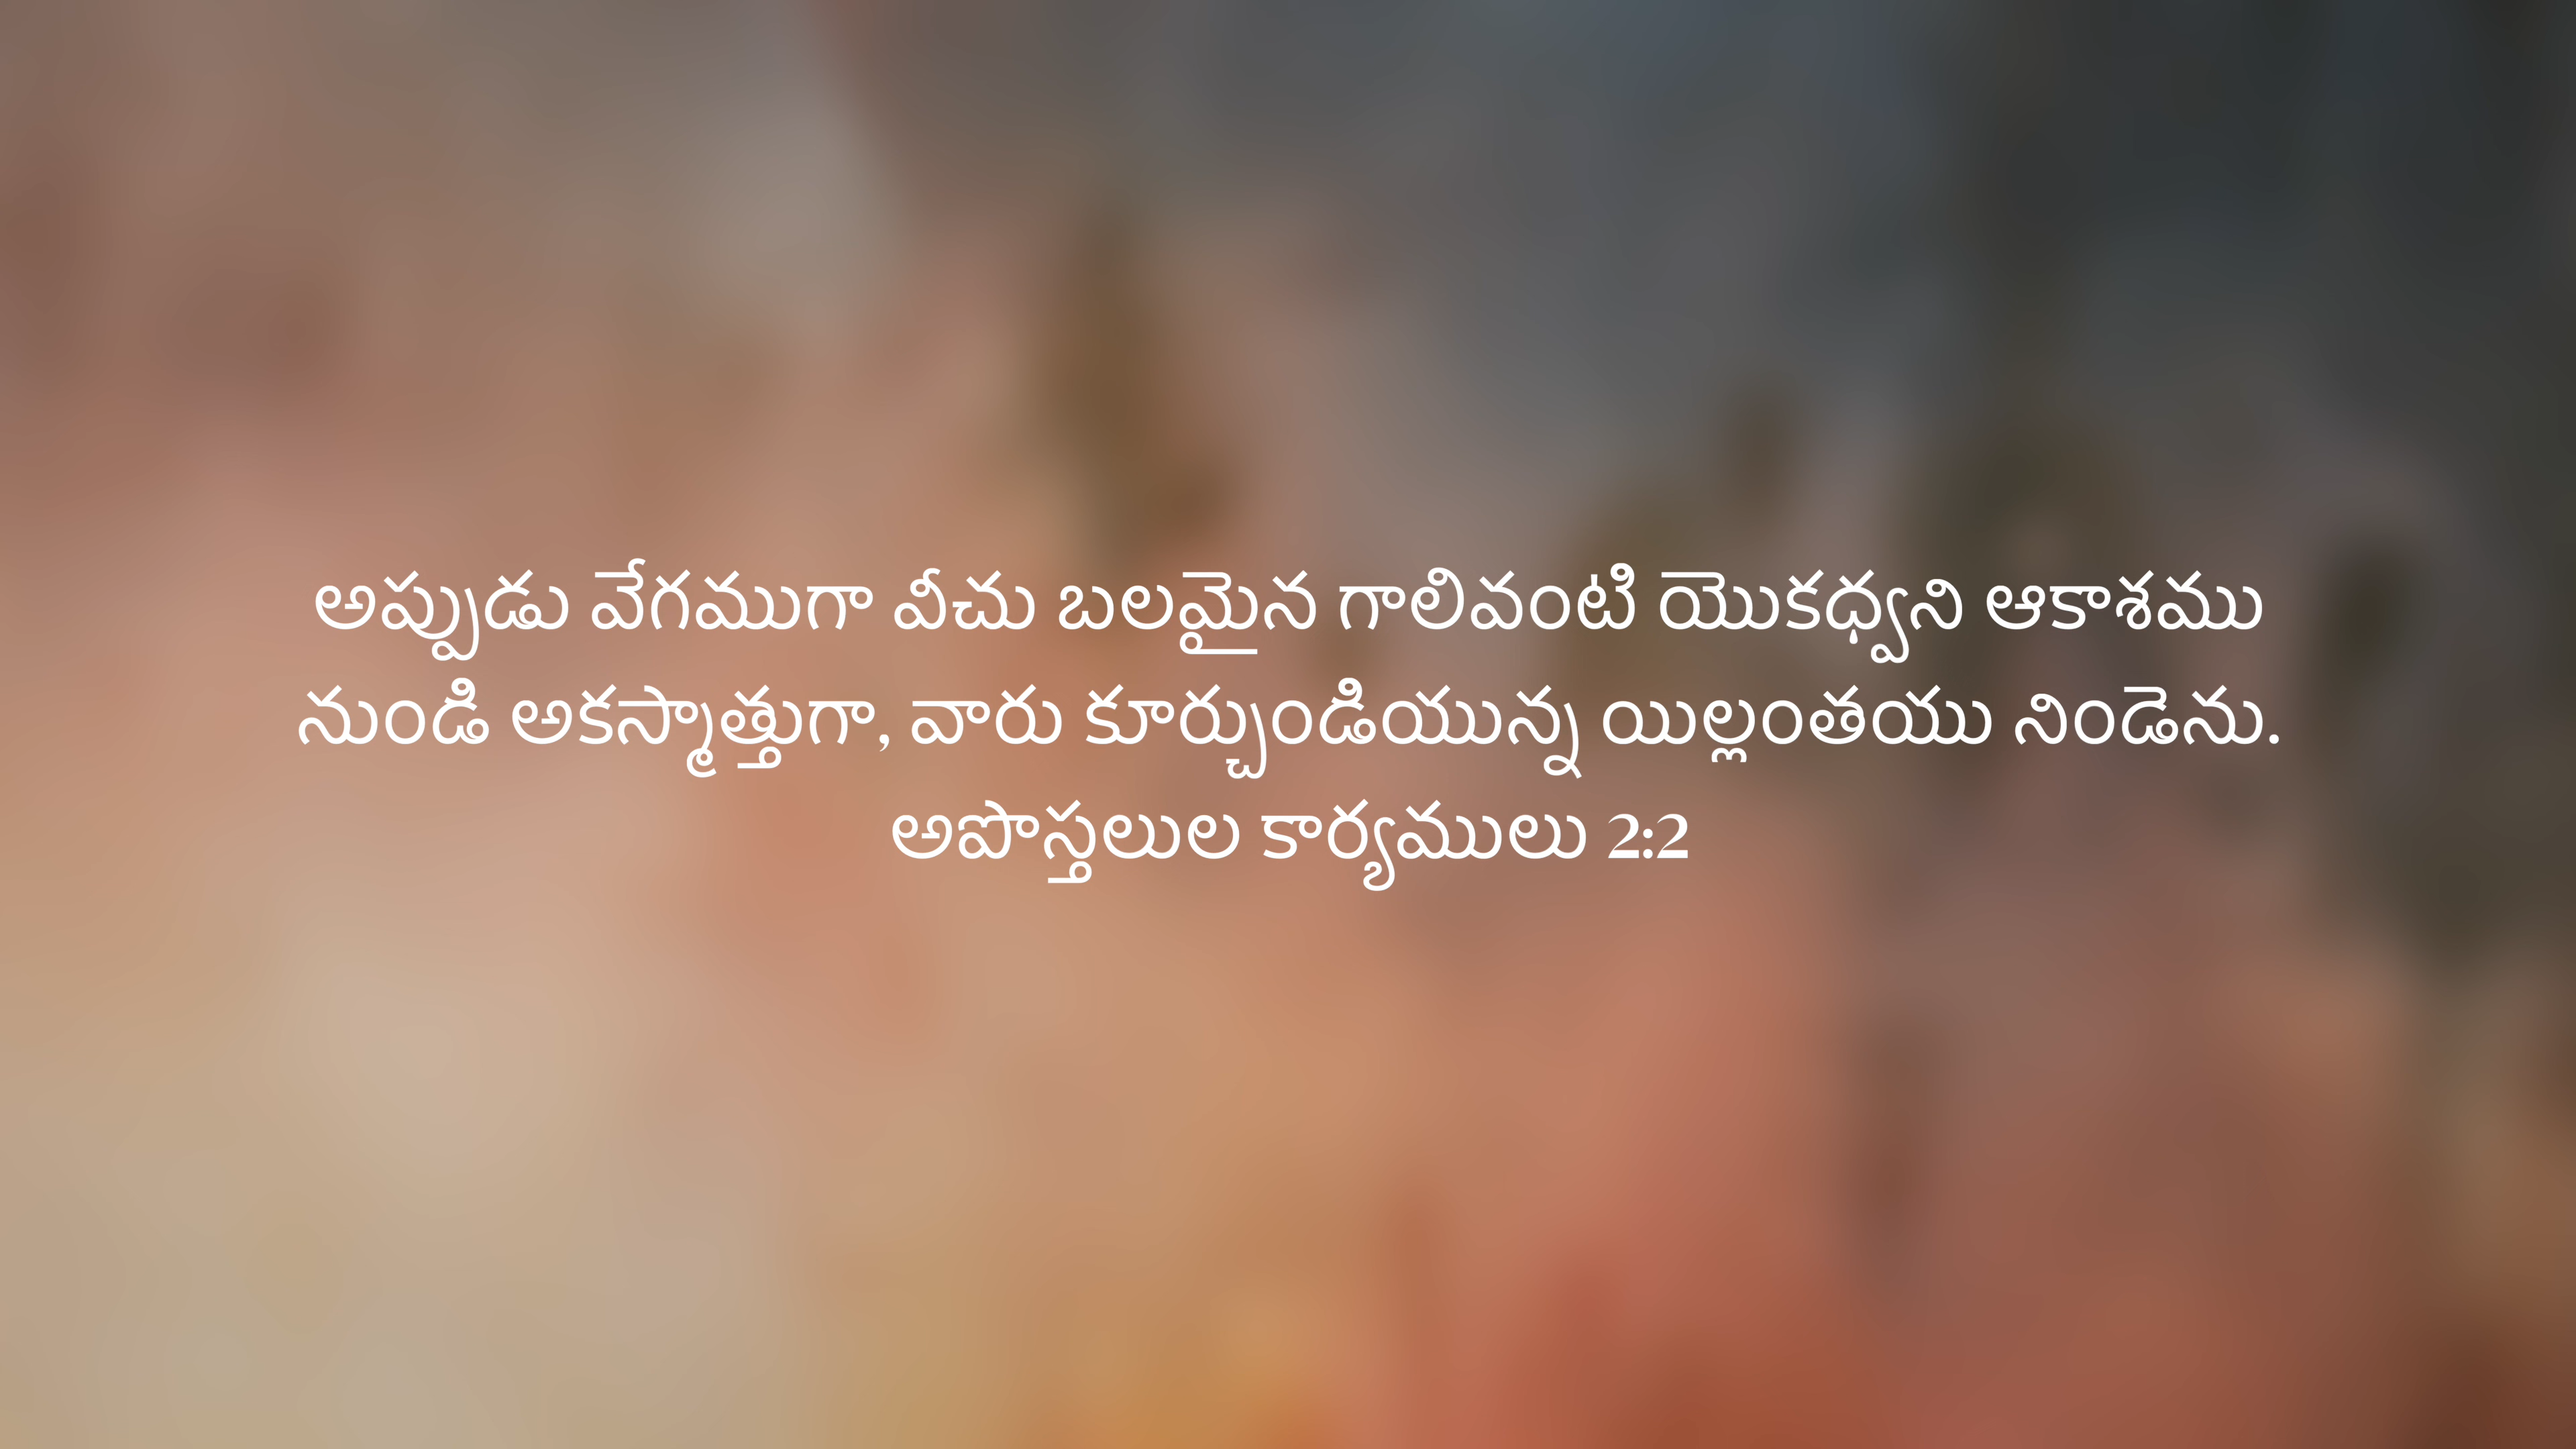 అప్పుడు వేగముగా వీచు బలమైన గాలివంటి యొకధ్వని ఆకాశము
నుండి అకస్మాత్తుగా, వారు కూర్చుండియున్న యిల్లంతయు నిండెను.
అపొస్తలుల కార్యములు 2:2